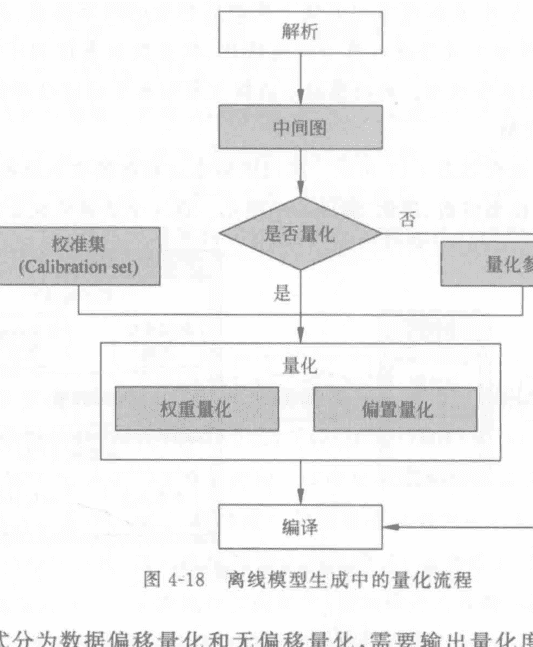 解析
中间图
是否量化
否
校准集
(Calibration set)
量化参
是
量化
权重量化
偏置量化
编译
图 4-18 离线模型生成中的量化流程
式分为数据偏移量化和无偏移量化，需要输出量化度